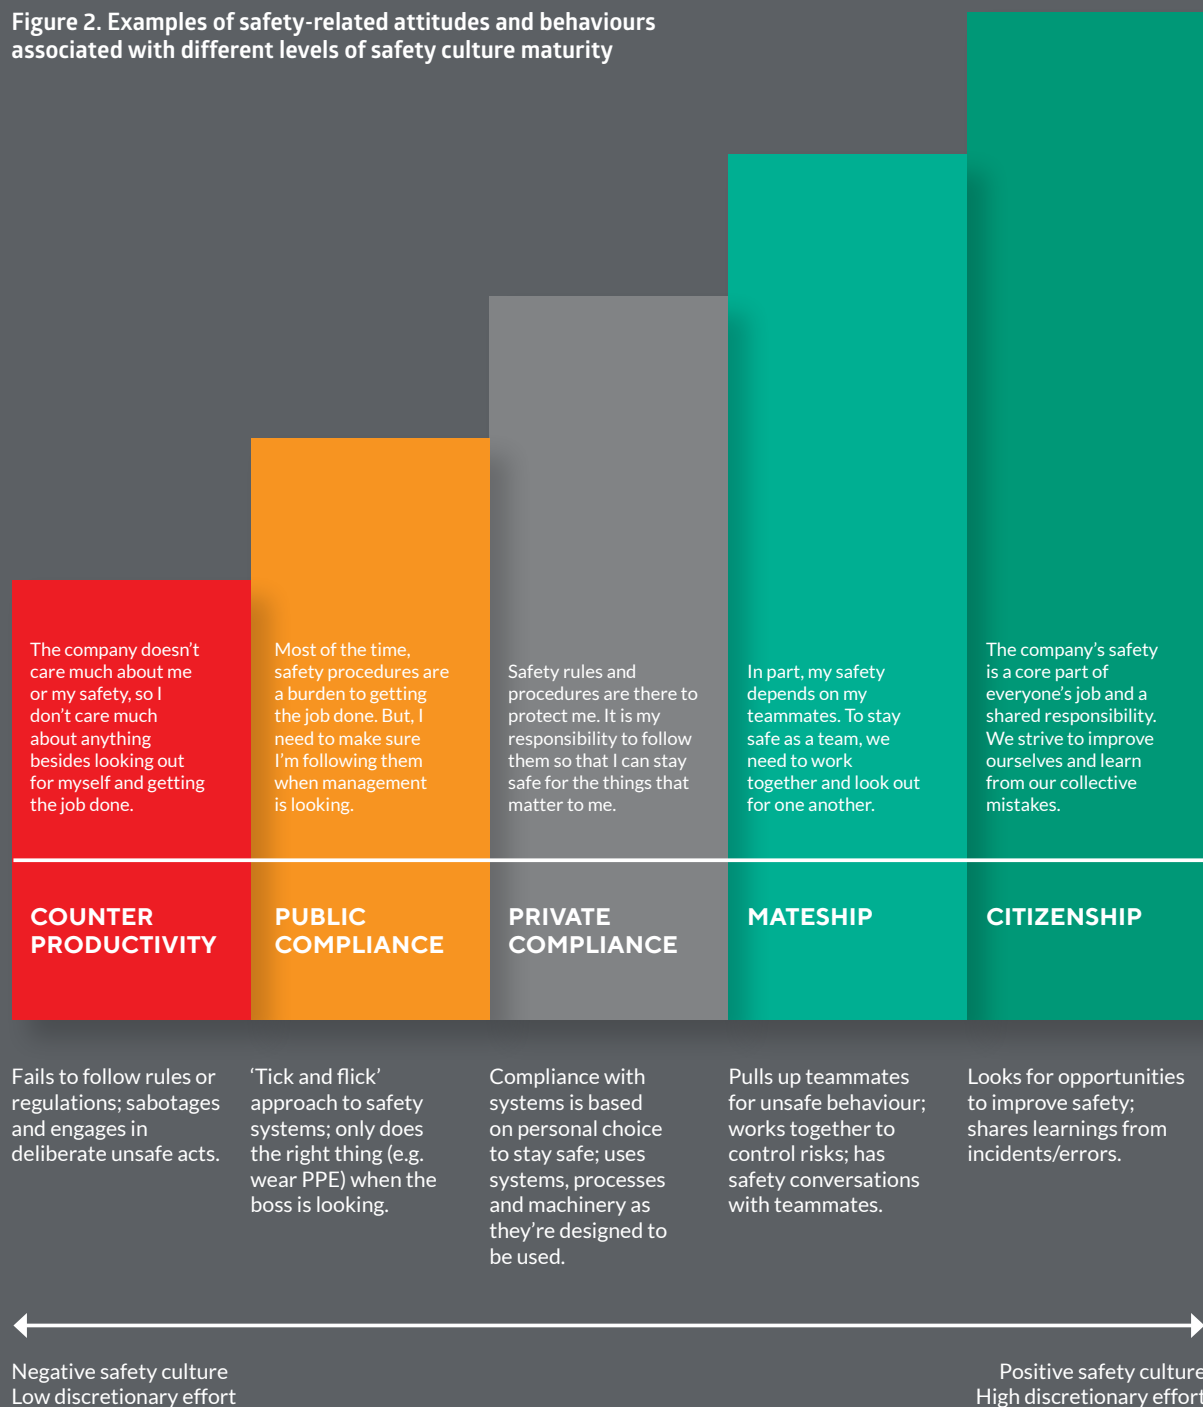 Figure 2. Examples of safety-related attitudes and behaviours
associated with different levels of safety culture maturity
The company doesn’t
care much about me
or my safety, so I
don’t care much
about anything
besides looking out
for myself and getting
the job done.
Most of the time,
safety procedures are
a burden to getting
the job done. But, I
need to make sure
I’m following them
when management
is looking.
Safety rules and
procedures are there to
protect me. It is my
responsibility to follow
them so that I can stay
safe for the things that
matter to me.
In part, my safety
depends on my
teammates. To stay
safe as a team, we
need to work
together and look out
for one another.
The company’s safety
is a core part of
everyone’s job and a
shared responsibility.
We strive to improve
ourselves and learn
from our collective
mistakes.
COUNTER
PRODUCTIVITY
PUBLIC
COMPLIANCE
PRIVATE
COMPLIANCE
MATESHIP
CITIZENSHIP
Fails to follow rules or
regulations; sabotages
and engages in
deliberate unsafe acts.
‘Tick and flick’
approach to safety
systems; only does
the right thing (e.g.
wear PPE) when the
boss is looking.
Compliance with
systems is based
on personal choice
to stay safe; uses
systems, processes
and machinery as
they’re designed to
be used.
Pulls up teammates
for unsafe behaviour;
works together to
control risks; has
safety conversations
with teammates.
Looks for opportunities
to improve safety;
shares learnings from
incidents/errors.
Negative safety culture
Low discretionary effort
Positive safety culture
High discretionary effort